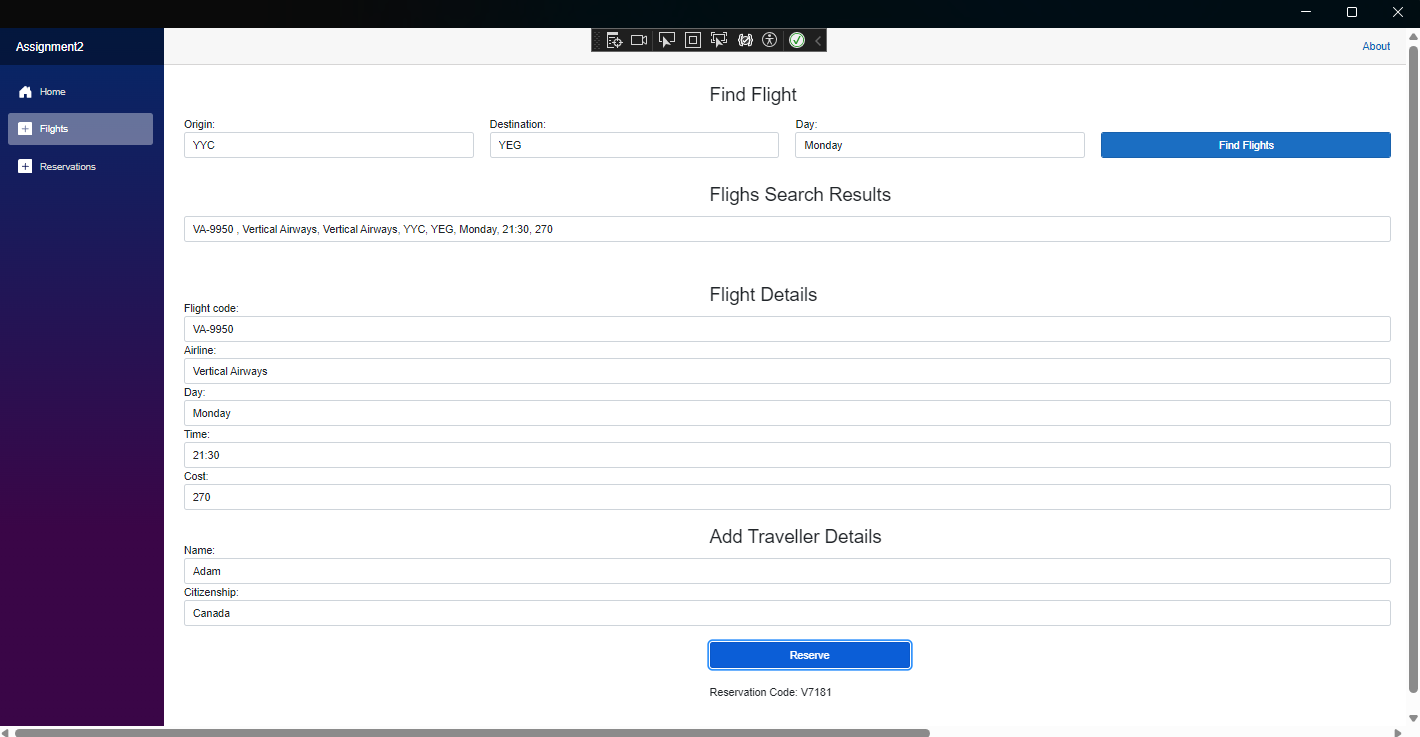 Assignment2
About
Home
Flights
Reservations
Find Flight
Origin: Destination: Day:
YYC YEG Monday Find Flights
Flighs Search Results
VA-9950 , Vertical Airways, Vertical Airways, YYC, YEG, Monday, 21:30, 270
Flight Details
Flight code:
VA-9950
Airline:
Vertical Airways
Day:
Monday
Time:
21:30
Cost:
270
Add Traveller Details
Name:
Adam
Citizenship:
Canada
Reserve
Reservation Code: V7181